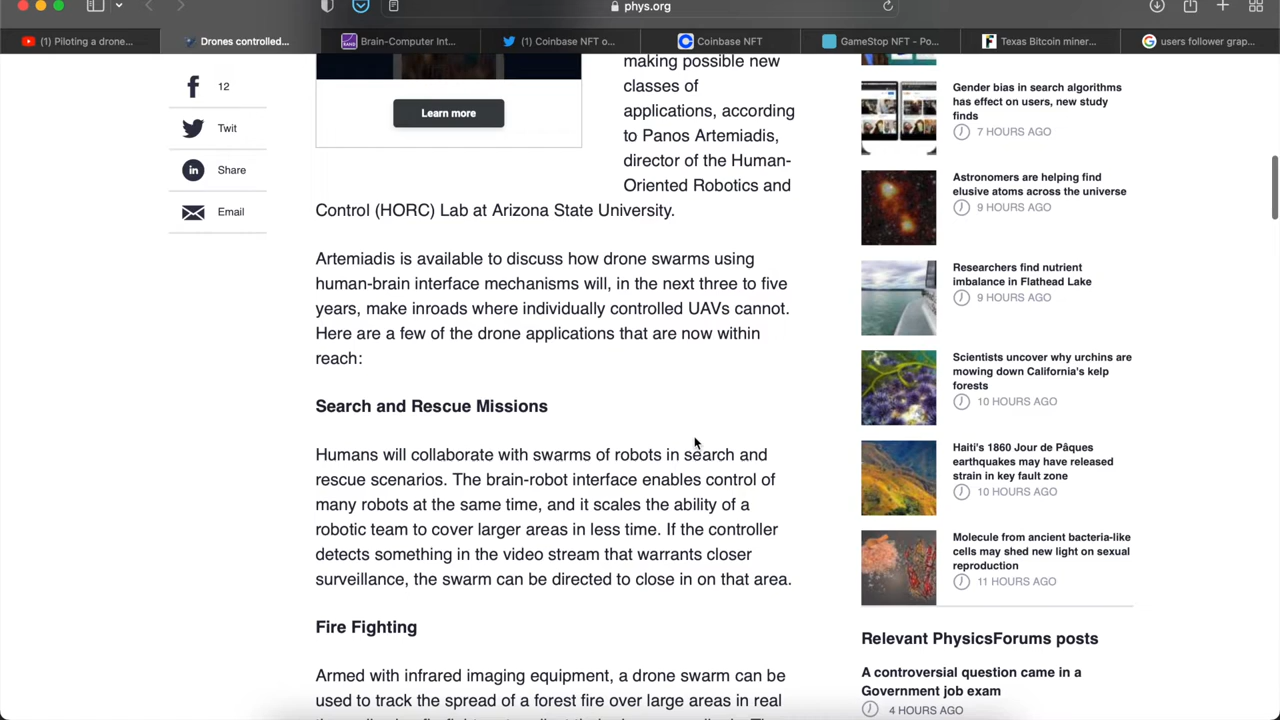 phys.org
(1) Piloting a drone...
Drones controlled...
Brain-Computer Int...
(1) Coinbase NFT o...
Coinbase NFT
GameStop NFT - Po...
Texas Bitcoin miner...
users follower grap...
12
Twit
Share
Email
Learn more
making possible new
classes of
applications, according
to Panos Artemiadis,
director of the Human-
Oriented Robotics and
Control (HORC) Lab at Arizona State University.
Artemiadis is available to discuss how drone swarms using
human-brain interface mechanisms will, in the next three to five
years, make inroads where individually controlled UAVs cannot.
Here are a few of the drone applications that are now within
reach:
Search and Rescue Missions
Humans will collaborate with swarms of robots in search and
rescue scenarios. The brain-robot interface enables control of
many robots at the same time, and it scales the ability of a
robotic team to cover larger areas in less time. If the controller
detects something in the video stream that warrants closer
surveillance, the swarm can be directed to close in on that area.
Fire Fighting
Armed with infrared imaging equipment, a drone swarm can be
used to track the spread of a forest fire over large areas in real
Gender bias in search algorithms
has effect on users, new study
finds
7 HOURS AGO
Astronomers are helping find
elusive atoms across the universe
9 HOURS AGO
Researchers find nutrient
imbalance in Flathead Lake
9 HOURS AGO
Scientists uncover why urchins are
mowing down California's kelp
forests
10 HOURS AGO
Haiti's 1860 Jour de Pâques
earthquakes may have released
strain in key fault zone
10 HOURS AGO
Molecule from ancient bacteria-like
cells may shed new light on sexual
reproduction
11 HOURS AGO
Relevant PhysicsForums posts
A controversial question came in a
Government job exam
4 HOURS AGO